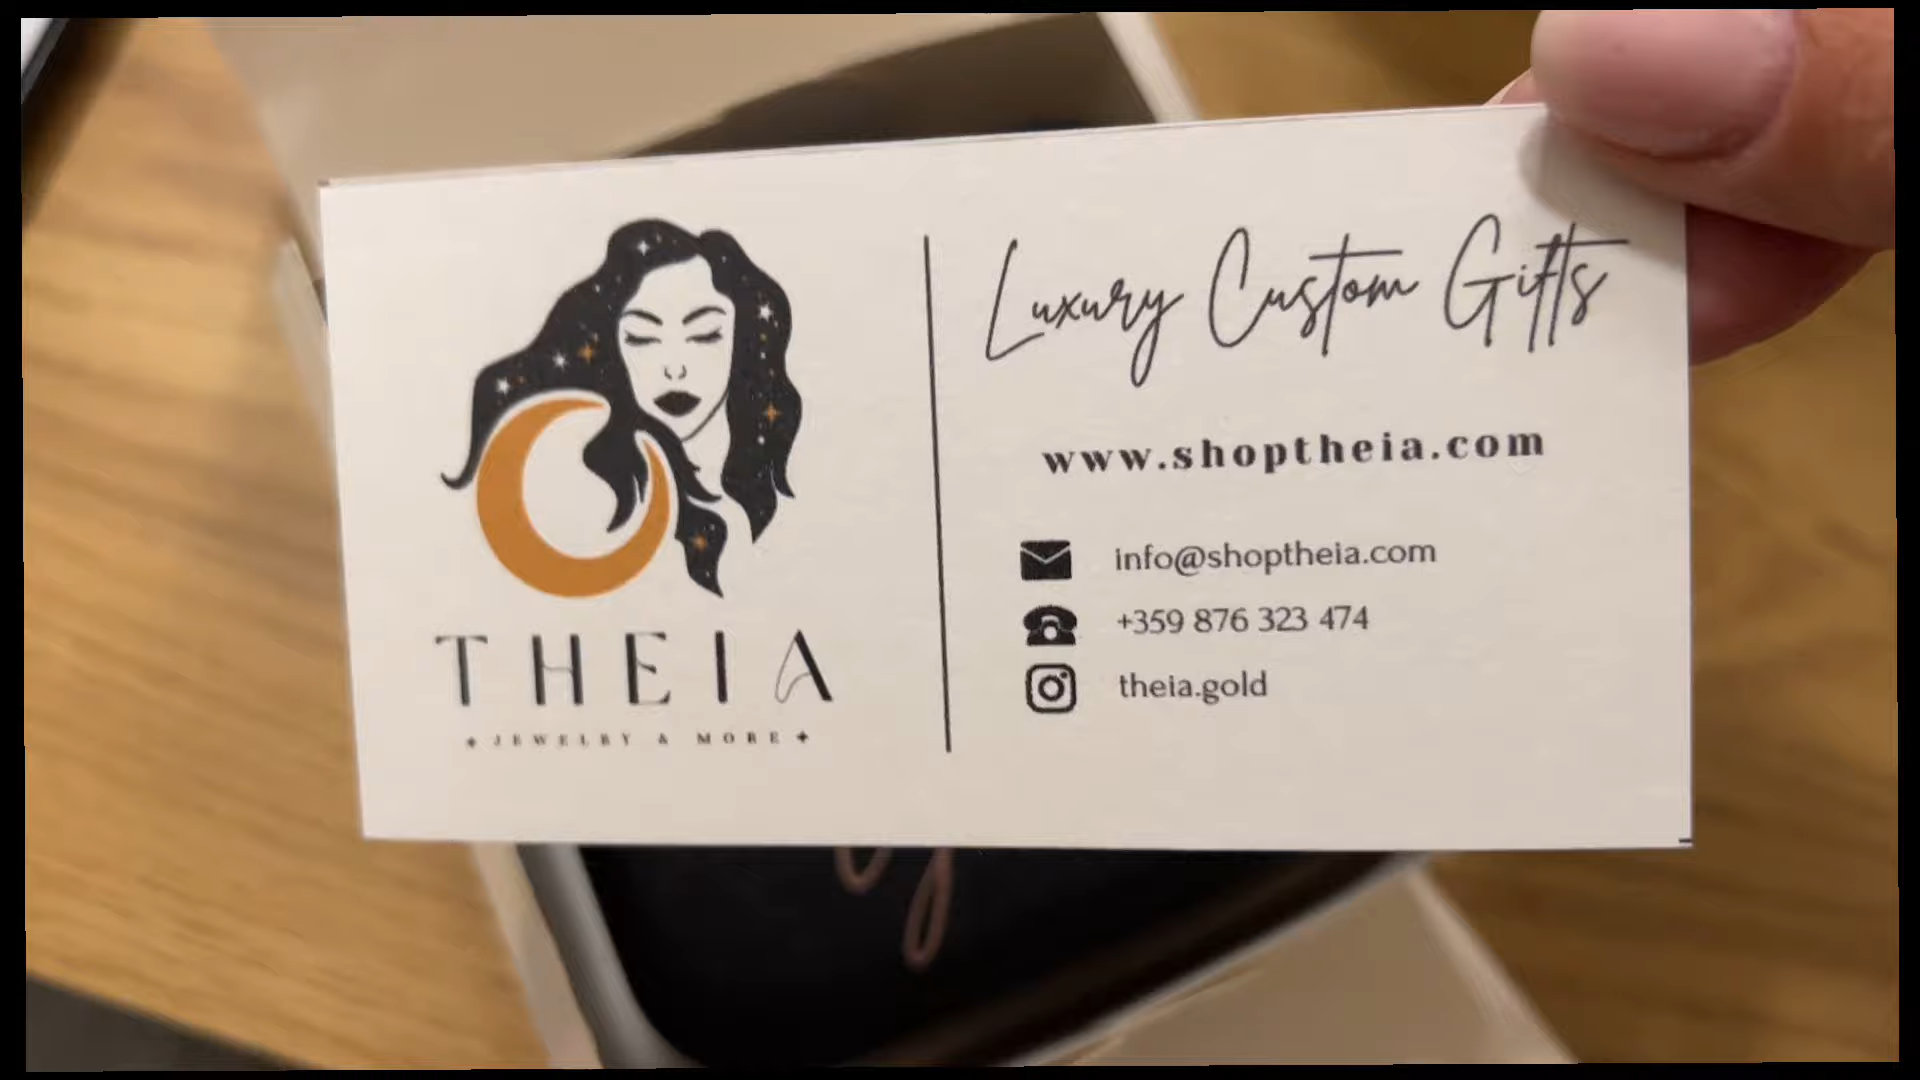 THEIA
JEWELRY & MORE
Luxury Custom Gifts
www.shoptheia.com
info@shoptheia.com
+359 876 323 474
theia.gold